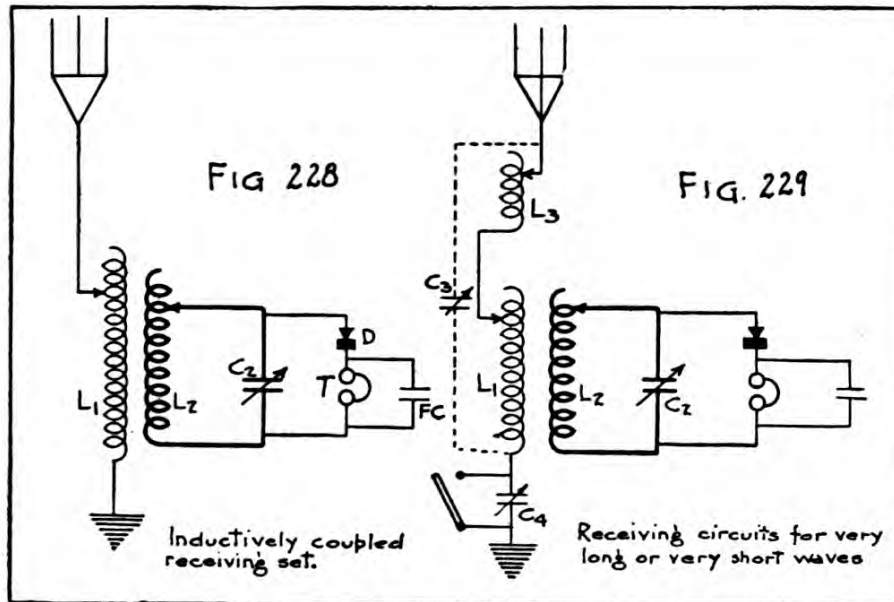 FIG 228
L1
L2
C2
D
T
FC
Inductively coupled
receiving set.
FIG. 229
L3
C3
L1
L2
C2
C4
Receiving circuits for very
long or very short waves